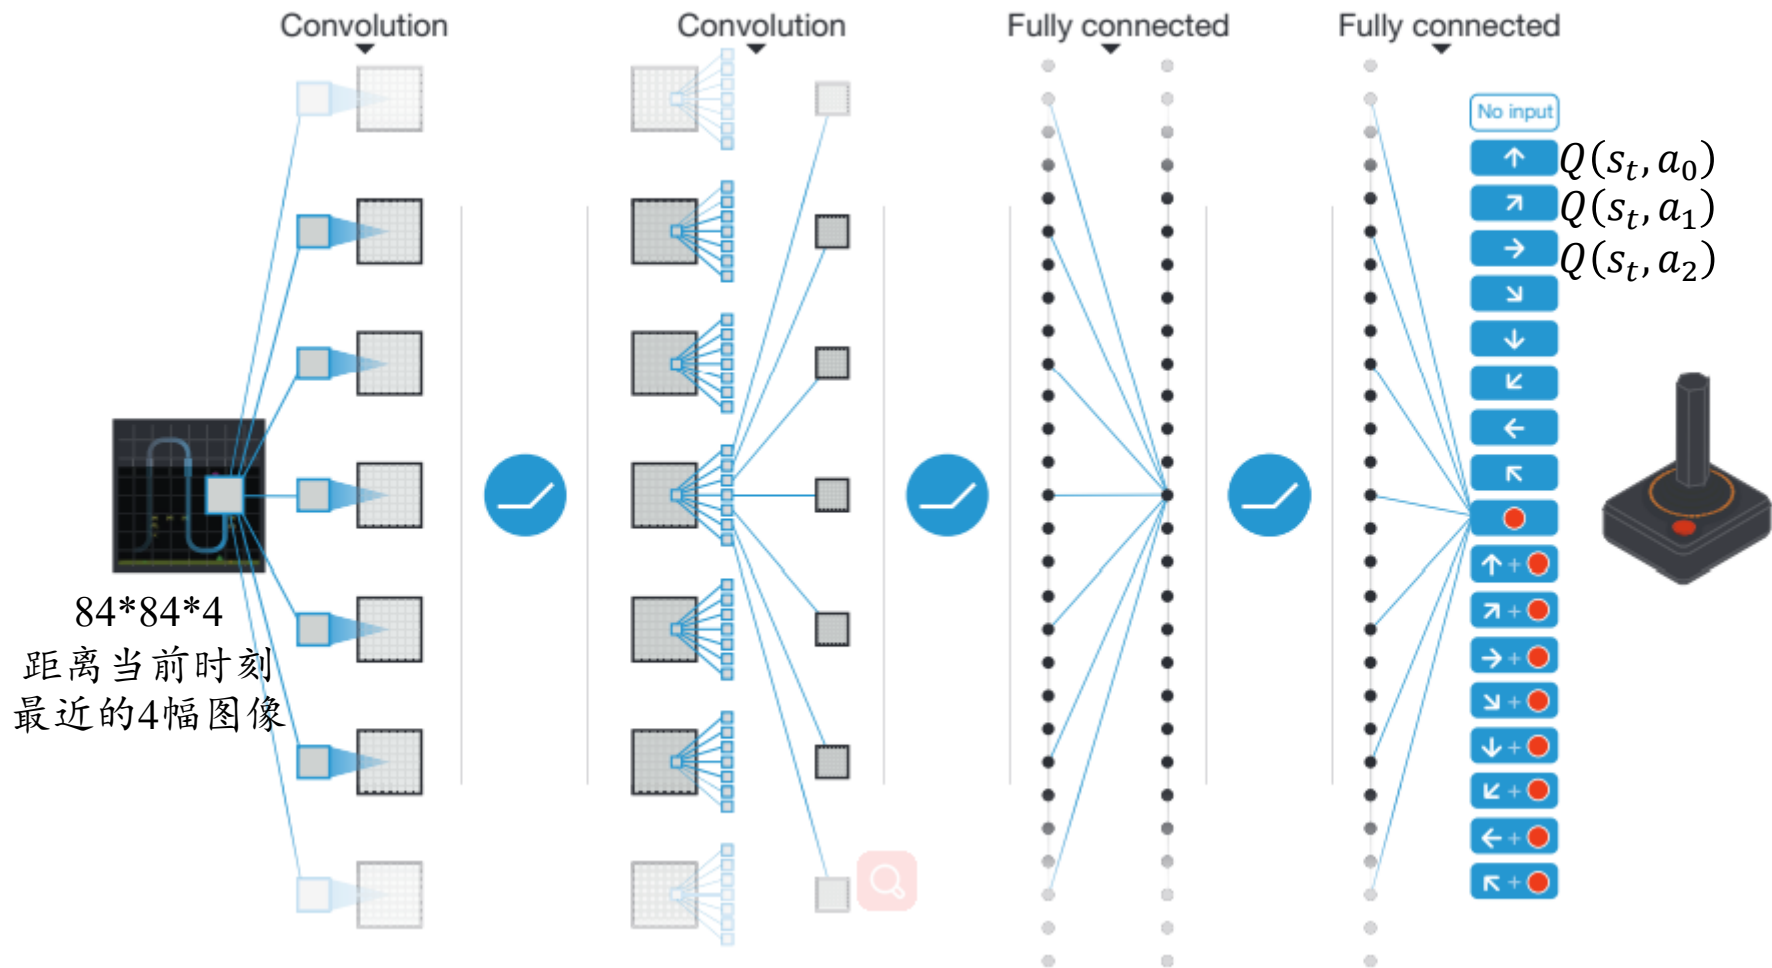 Convolution
Convolution
Fully connected
Fully connected
No input
Q(s_t, a_0)
Q(s_t, a_1)
Q(s_t, a_2)
84*84*4
距离当前时刻
最近的4幅图像